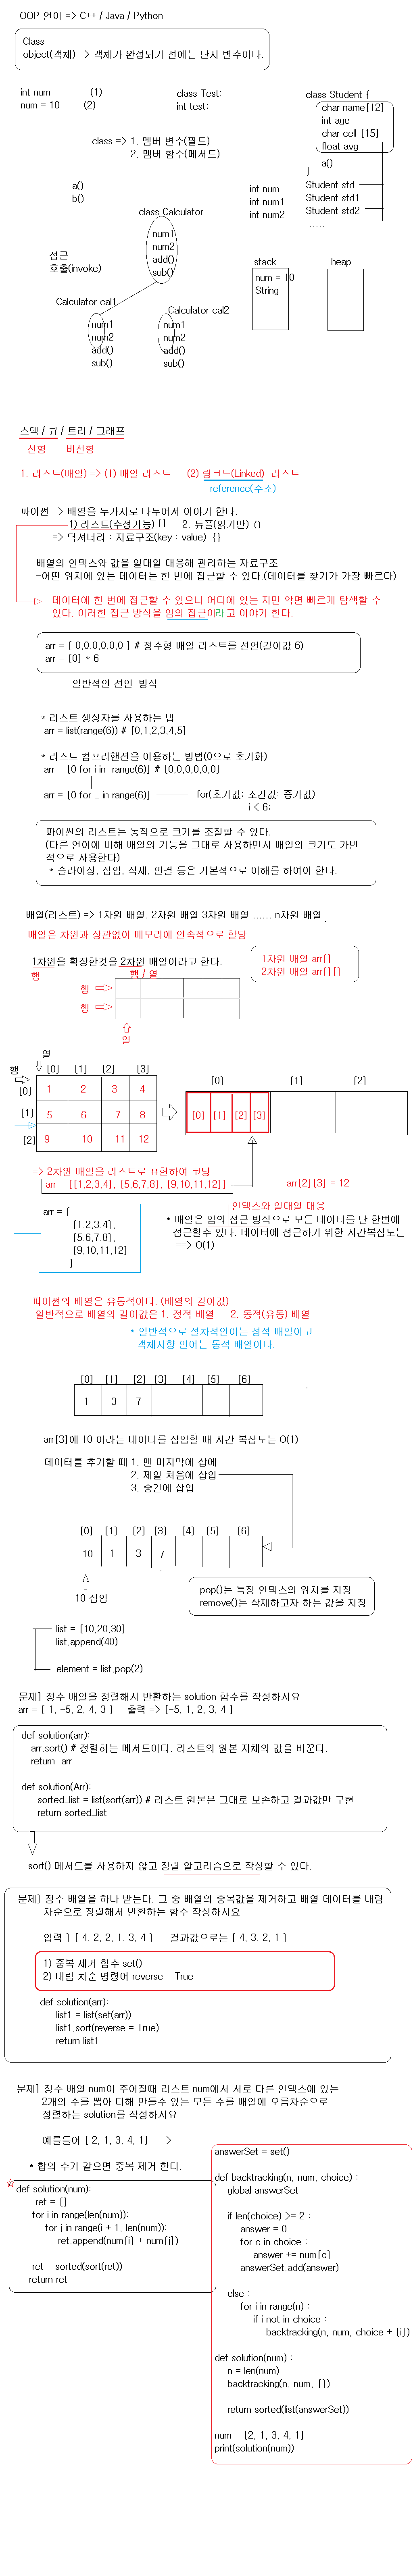 OOP 언어 => C++ / Java / Python
Class
object(객체) => 객체가 완성되기 전에는 단지 변수이다.
int num -------(1)
num = 10 ----(2)
class Test;
int test;
class Student {
char name[12]
int age
char cell [15]
float avg
a()
}
Student std
Student std1
Student std2
.....
class => 1. 멤버 변수(필드)
2. 멤버 함수(메서드)
a()
b()
int num
int num1
int num2
class Calculator
num1
num2
add()
sub()
접근
호출(invoke)
stack
heap
num = 10
String
Calculator cal1
num1
num2
add()
sub()
Calculator cal2
num1
num2
add()
sub()
스택 / 큐 / 트리 / 그래프
선형
비선형
1. 리스트(배열) => (1) 배열 리스트 (2) 링크드(Linked) 리스트
reference(주소)
파이썬 => 배열을 두가지로 나누어서 이야기 한다.
1) 리스트(수정가능) [] 2. 튜플(읽기만) ()
=> 딕셔너리 : 자료구조(key : value) {}
배열의 인덱스와 값을 일대일 대응해 관리하는 자료구조
-어떤 위치에 있는 데이터든 한 번에 접근할 수 있다.(데이터를 찾기가 가장 빠르다)
데이터에 한 번에 접근할 수 있으니 어디에 있는 지만 악면 빠르게 탐색할 수
있다. 이러한 접근 방식을 임의 접근이라고 이야기 한다.
arr = [ 0,0,0,0,0,0 ] # 정수형 배열 리스트를 선언(길이값 6)
arr = [0] * 6
일반적인 선언 방식
* 리스트 생성자를 사용하는 법
arr = list(range(6)) # [0,1,2,3,4,5]
* 리스트 컴프리핸션을 이용하는 방법(0으로 초기화)
arr = [0 for i in range(6)] # [0,0,0,0,0,0]
||
arr = [0 for _ in range(6)]
for(초기값; 조건값; 증가값)
i < 6;
파이썬의 리스트는 동적으로 크기를 조절할 수 있다.
(다른 언어에 비해 배열의 기능을 그대로 사용하면서 배열의 크기도 가변
적으로 사용한다)
* 슬라이싱, 삽입, 삭제, 연결 등은 기본적으로 이해를 하여야 한다.
배열(리스트) => 1차원 배열, 2차원 배열 3차원 배열 ...... n차원 배열
배열은 차원과 상관없이 메모리에 연속적으로 할당
1차원을 확장한것을 2차원 배열이라고 한다.
행
행 / 열
1차원 배열 arr[]
2차원 배열 arr[][]
행
행
열
열
행
[0] [1] [2] [3]
[0] 1 2 3 4
[1] 5 6 7 8
[2] 9 10 11 12
[0] [1] [2]
[0] [1] [2] [3]
=> 2차원 배열을 리스트로 표현하여 코딩
arr = [[1,2,3,4], [5,6,7,8], [9,10,11,12]]
arr[2][3] = 12
인덱스와 일대일 대응
arr = [
[1,2,3,4],
[5,6,7,8],
[9,10,11,12]
]
* 배열은 임의 접근 방식으로 모든 데이터를 단 한번에
접근할수 있다. 데이터에 접근하기 위한 시간복잡도는
==> O(1)
파이썬의 배열은 유동적이다. (배열의 길이값)
일반적으로 배열의 길이값은 1. 정적 배열 2. 동적(유동) 배열
* 일반적으로 절차적언어는 정적 배열이고
객체지향 언어는 동적 배열이다.
[0] [1] [2] [3] [4] [5] [6]
1 3 7
arr[3]에 10 이라는 데이터를 삽입할 때 시간 복잡도는 O(1)
데이터를 추가할 때 1. 맨 마지막에 삽에
2. 제일 처음에 삽입
3. 중간에 삽입
[0] [1] [2] [3] [4] [5] [6]
10 1 3 7
10 삽입
pop()는 특정 인덱스의 위치를 지정
remove()는 삭제하고자 하는 값을 지정
list = [10,20,30]
list.append(40)
element = list.pop(2)
문제] 정수 배열을 정렬해서 반환하는 solution 함수를 작성하시요
arr = [ 1, -5, 2, 4, 3 ] 출력 => [-5, 1, 2, 3, 4 ]
def solution(arr):
arr.sort() # 정렬하는 메서드이다. 리스트의 원본 자체의 값을 바꾼다.
return arr
def solution(Arr):
sorted_list = list(sort(arr)) # 리스트 원본은 그대로 보존하고 결과값만 구현
return sorted_list
sort() 메서드를 사용하지 않고 정렬 알고리즘으로 작성할 수 있다.
문제] 정수 배열을 하나 받는다. 그 중 배열의 중복값을 제거하고 배열 데이터를 내림
차순으로 정렬해서 반환하는 함수 작성하시요
입력 ] [ 4, 2, 2, 1, 3, 4 ] 결과값으로는 [ 4, 3, 2, 1 ]
1) 중복 제거 함수 set()
2) 내림 차순 명령어 reverse = True
def solution(arr):
list1 = list(set(arr))
list1.sort(reverse = True)
return list1
문제] 정수 배열 num이 주어질때 리스트 num에서 서로 다른 인덱스에 있는
2개의 수를 뽑아 더해 만들수 있는 모든 수를 배열에 오름차순으로
정렬하는 solution를 작성하시요
예를들어 [ 2, 1, 3, 4, 1] ==>
* 합의 수가 같으면 중복 제거 한다.
def solution(num):
ret = []
for i in range(len(num)):
for j in range(i + 1, len(num)):
ret.append(num[i] + num[j])
ret = sorted(sort(ret))
return ret
answerSet = set()
def backtracking(n, num, choice) :
global answerSet
if len(choice) >= 2 :
answer = 0
for c in choice :
answer += num[c]
answerSet.add(answer)
else :
for i in range(n) :
if i not in choice :
backtracking(n, num, choice + [i])
def solution(num) :
n = len(num)
backtracking(n, num, [])
return sorted(list(answerSet))
num = [2, 1, 3, 4, 1]
print(solution(num))